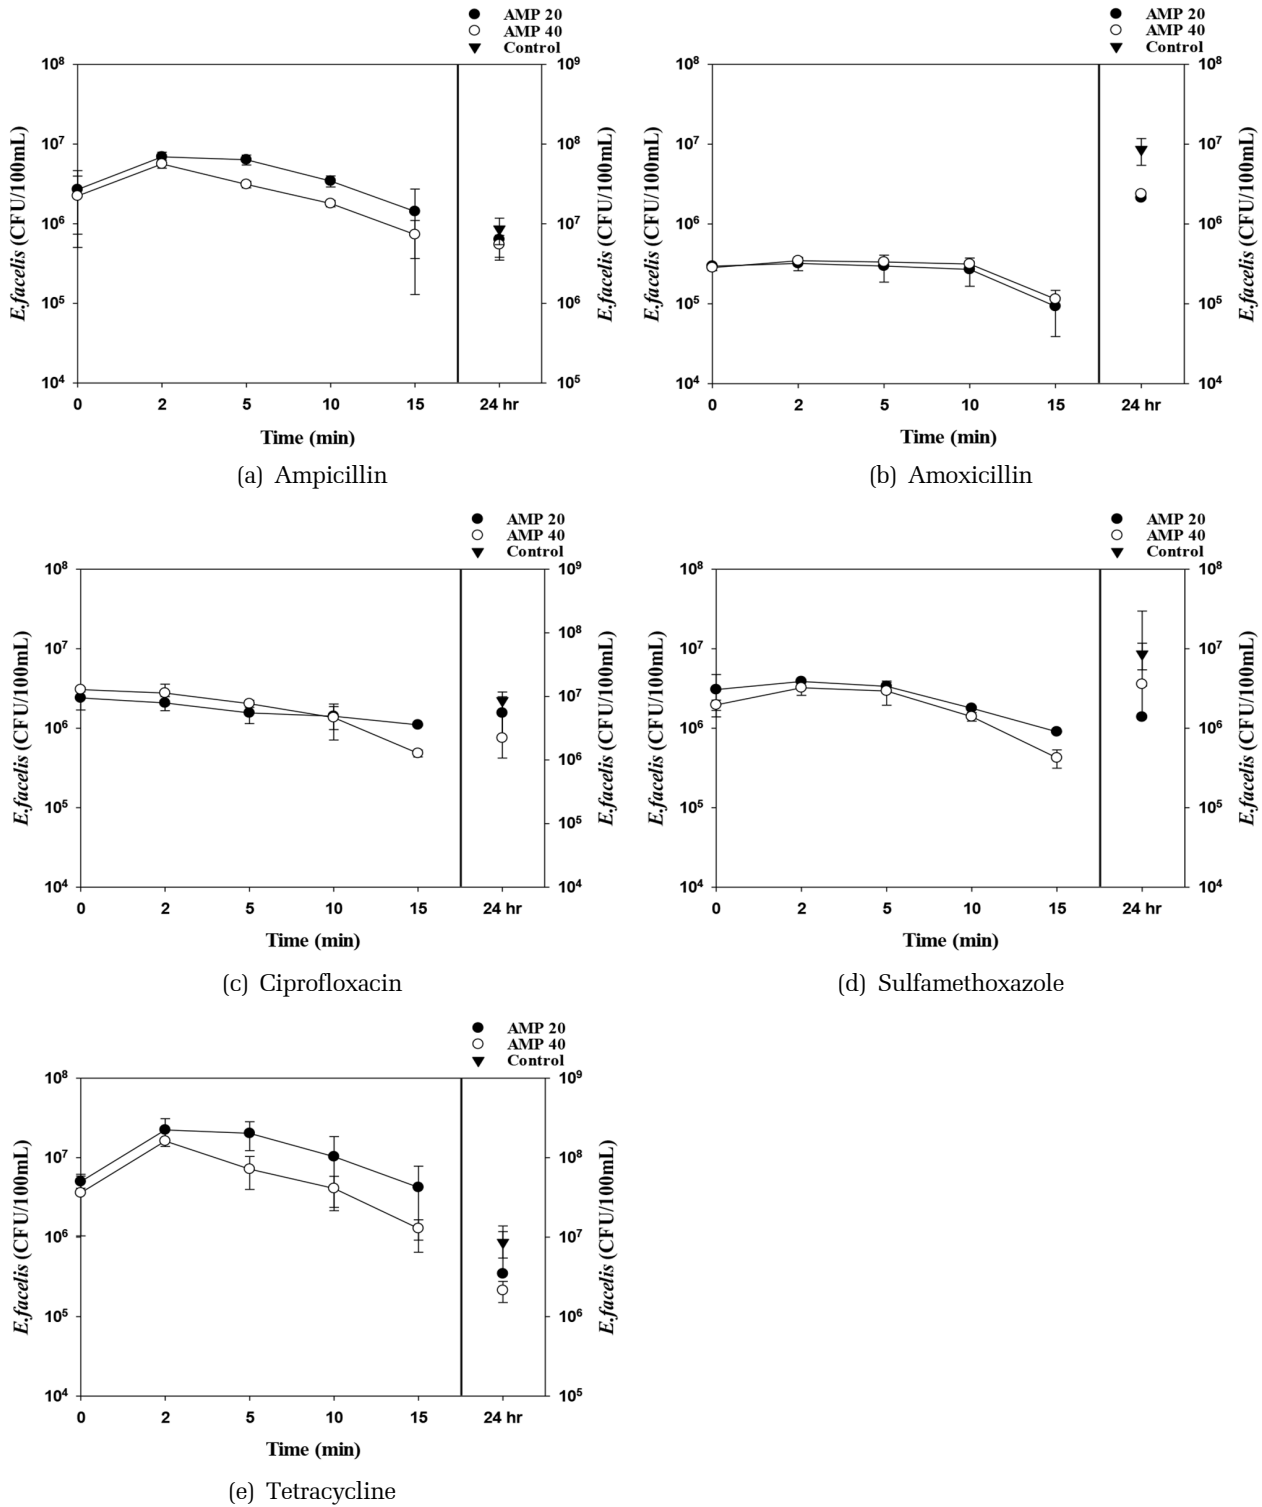 AMP 20
AMP 40
Control
10⁸
10⁷
10⁶
10⁵
10⁴
10⁹
10⁸
10⁷
10⁶
10⁵
E.facelis (CFU/100mL)
E.facelis (CFU/100mL)
0 2 5 10 15 24 hr
Time (min)
(a) Ampicillin
AMP 20
AMP 40
Control
10⁸
10⁷
10⁶
10⁵
10⁴
10⁸
10⁷
10⁶
10⁵
10⁴
E.facelis (CFU/100mL)
E.facelis (CFU/100mL)
0 2 5 10 15 24 hr
Time (min)
(b) Amoxicillin
AMP 20
AMP 40
Control
10⁸
10⁷
10⁶
10⁵
10⁴
10⁹
10⁸
10⁷
10⁶
10⁵
10⁴
E.facelis (CFU/100mL)
E.facelis (CFU/100mL)
0 2 5 10 15 24 hr
Time (min)
(c) Ciprofloxacin
AMP 20
AMP 40
Control
10⁸
10⁷
10⁶
10⁵
10⁴
10⁸
10⁷
10⁶
10⁵
10⁴
E.facelis (CFU/100mL)
E.facelis (CFU/100mL)
0 2 5 10 15 24 hr
Time (min)
(d) Sulfamethoxazole
AMP 20
AMP 40
Control
10⁸
10⁷
10⁶
10⁵
10⁴
10⁹
10⁸
10⁷
10⁶
10⁵
E.facelis (CFU/100mL)
E.facelis (CFU/100mL)
0 2 5 10 15 24 hr
Time (min)
(e) Tetracycline